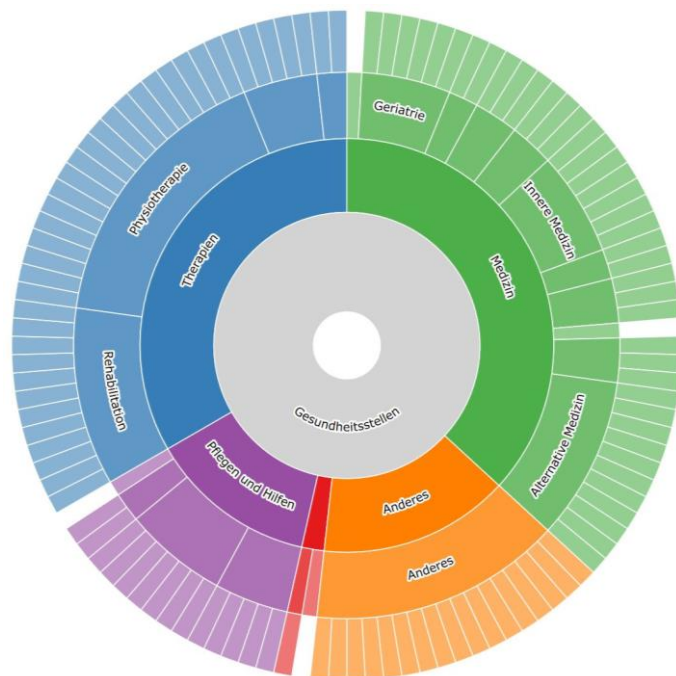 Geriatrie
Physiotherapie
Innere Medizin
Therapien
Medizin
Rehabilitation
Gesundheitsstellen
Alternative Medizin
Pflegen und Hilfen
Anderes
Anderes